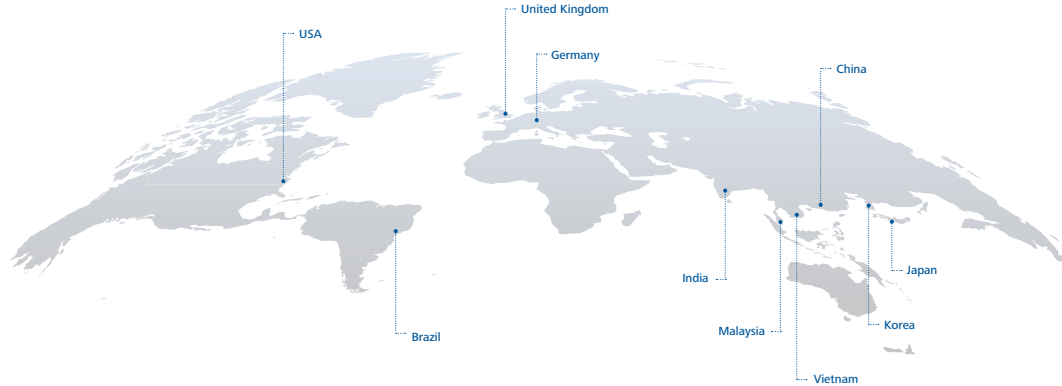 United Kingdom
USA
Germany
China
Japan
India
Korea
Malaysia
Brazil
Vietnam